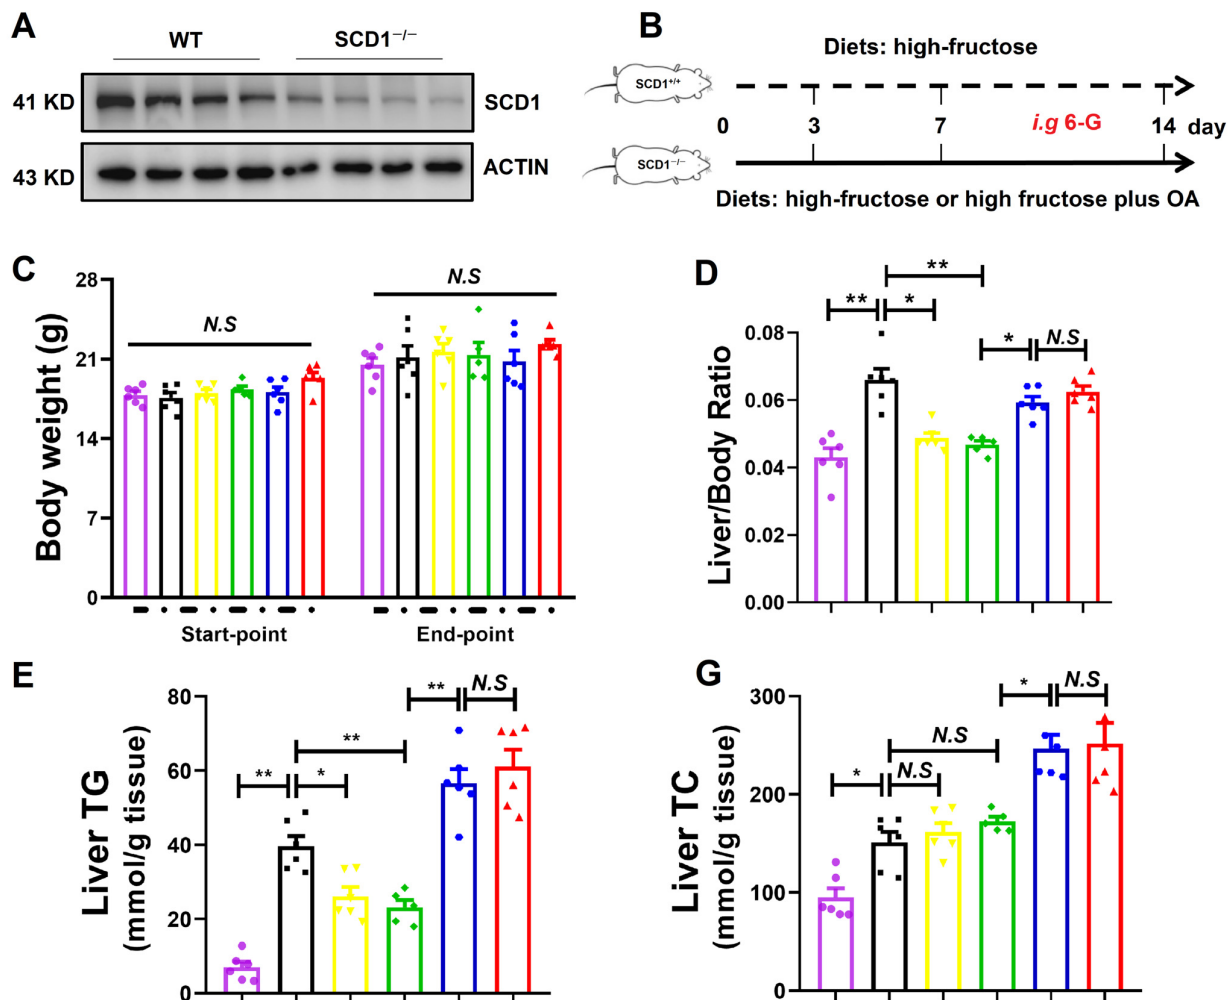 A
WT
SCD1−/−
41 KD
SCD1
43 KD
ACTIN
B
Diets: high-fructose
SCD1+/+
0
3
7
i.g 6-G
14
day
SCD1−/−
Diets: high-fructose or high fructose plus OA
C
Body weight (g)
28
21
14
7
0
N.S
N.S
Start-point
End-point
D
Liver/Body Ratio
0.08
0.06
0.04
0.02
0.00
**
**
*
*
N.S
E
Liver TG
(mmol/g tissue)
80
60
40
20
0
**
**
*
**
N.S
G
Liver TC
(mmol/g tissue)
300
200
100
0
*
N.S
N.S
*
N.S